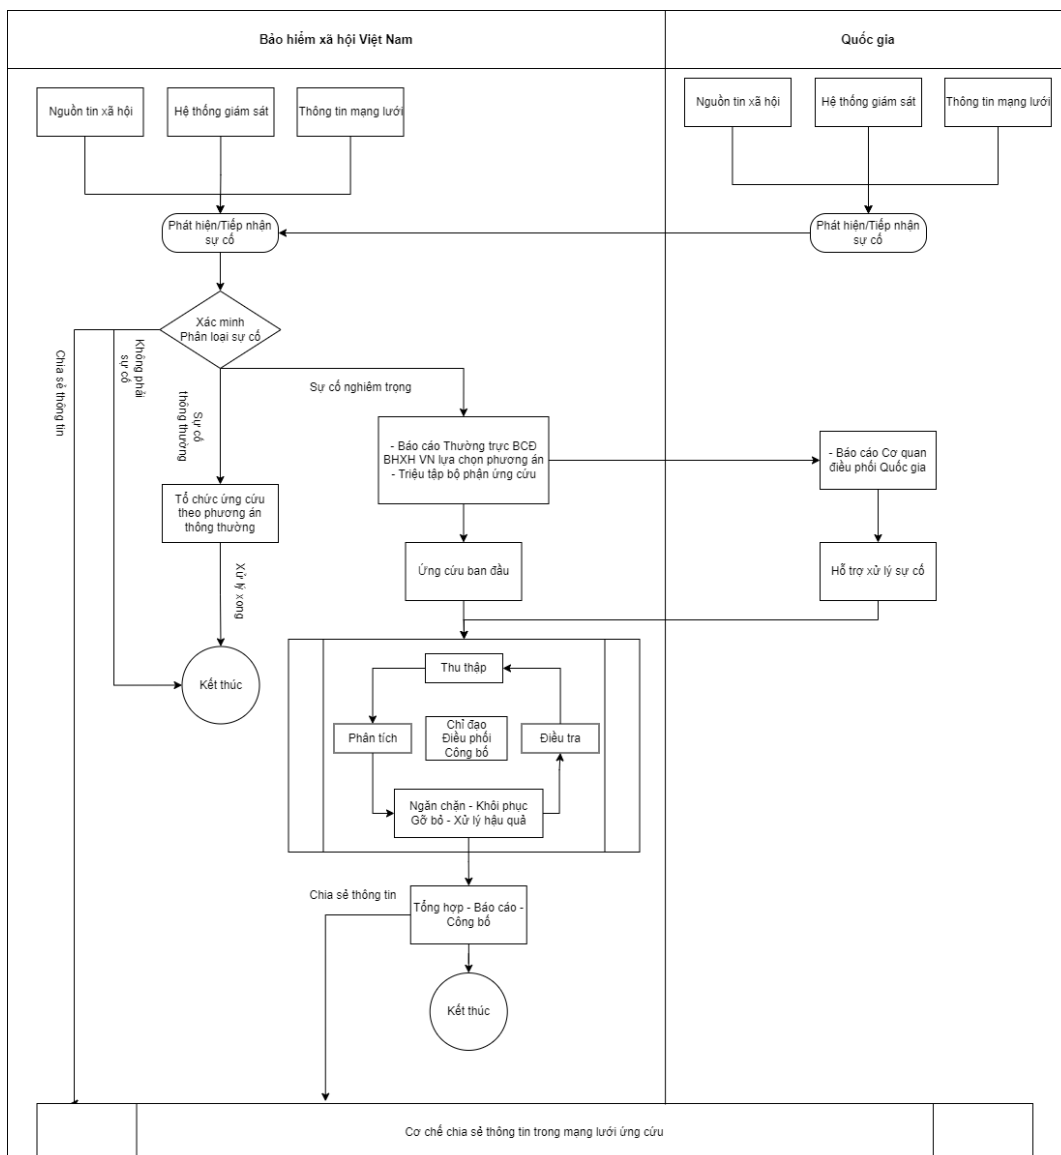 Bảo hiểm xã hội Việt Nam
Quốc gia
Nguồn tin xã hội
Hệ thống giám sát
Thông tin mạng lưới
Nguồn tin xã hội
Hệ thống giám sát
Thông tin mạng lưới
Phát hiện/Tiếp nhận
sự cố
Phát hiện/Tiếp nhận
sự cố
Xác minh
Phân loại sự cố
Chia sẻ thông tin
Không phải
sự cố
Sự cố
thông thường
Sự cố nghiêm trọng
- Báo cáo Thường trực BCĐ
BHXH VN lựa chọn phương án
- Triệu tập bộ phận ứng cứu
- Báo cáo Cơ quan
điều phối Quốc gia
Tổ chức ứng cứu
theo phương án
thông thường
Ứng cứu ban đầu
Hỗ trợ xử lý sự cố
Xử lý xong
Kết thúc
Thu thập
Phân tích
Chỉ đạo
Điều phối
Công bố
Điều tra
Ngăn chặn - Khôi phục
Gỡ bỏ - Xử lý hậu quả
Chia sẻ thông tin
Tổng hợp - Báo cáo -
Công bố
Kết thúc
Cơ chế chia sẻ thông tin trong mạng lưới ứng cứu